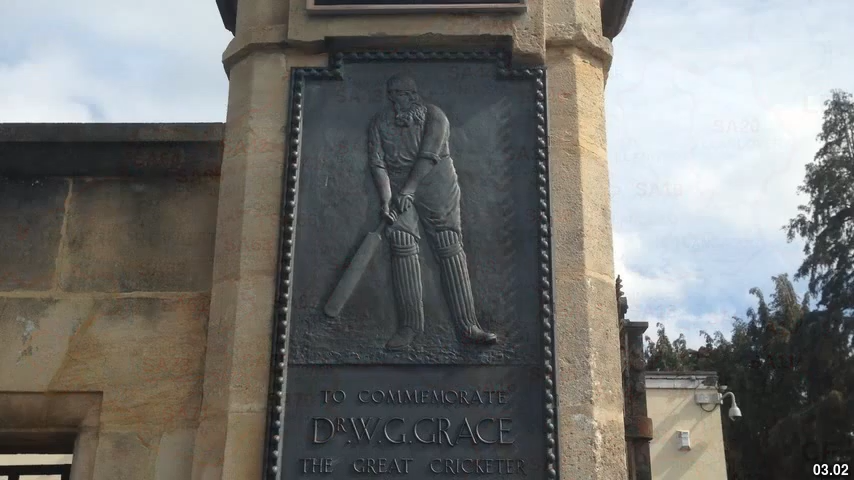 TO COMMEMORATE
DR. W.G. GRACE
THE GREAT CRICKETER
03.02